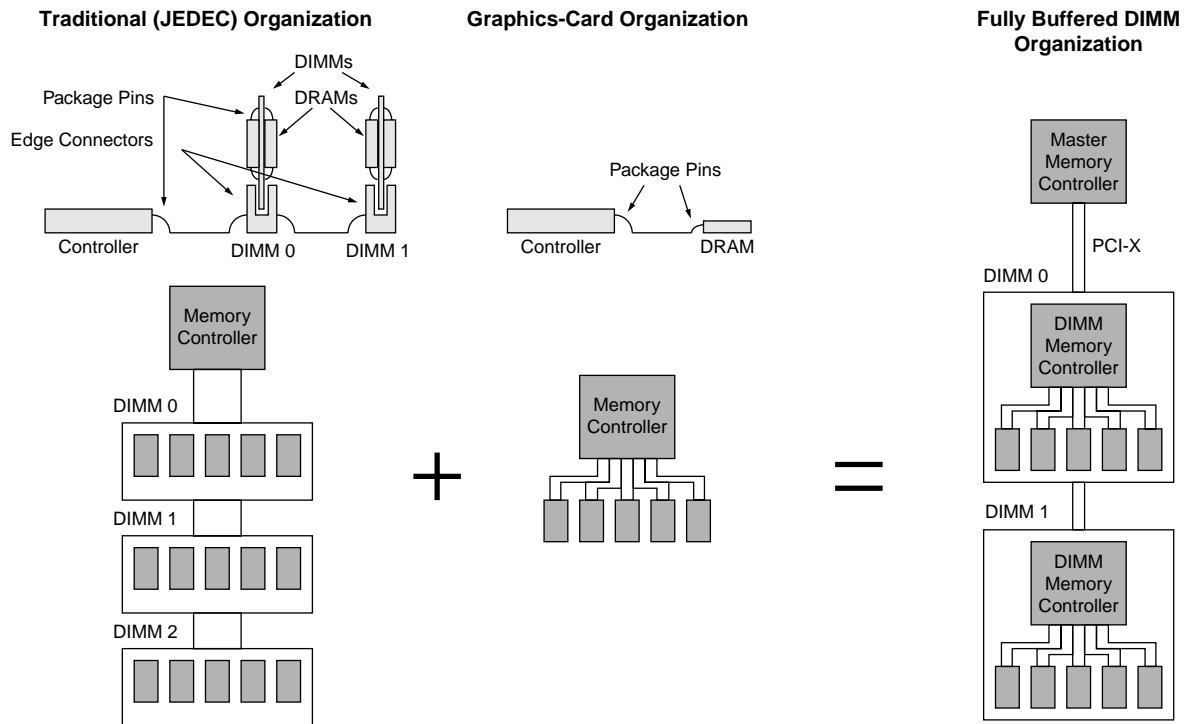 Traditional (JEDEC) Organization
DIMMs
Package Pins
DRAMs
Edge Connectors
Controller
DIMM 0
DIMM 1
Memory
Controller
DIMM 0
DIMM 1
DIMM 2
+
Graphics-Card Organization
Package Pins
Controller
DRAM
Memory
Controller
=
Fully Buffered DIMM
Organization
Master
Memory
Controller
PCI-X
DIMM 0
DIMM
Memory
Controller
DIMM 1
DIMM
Memory
Controller